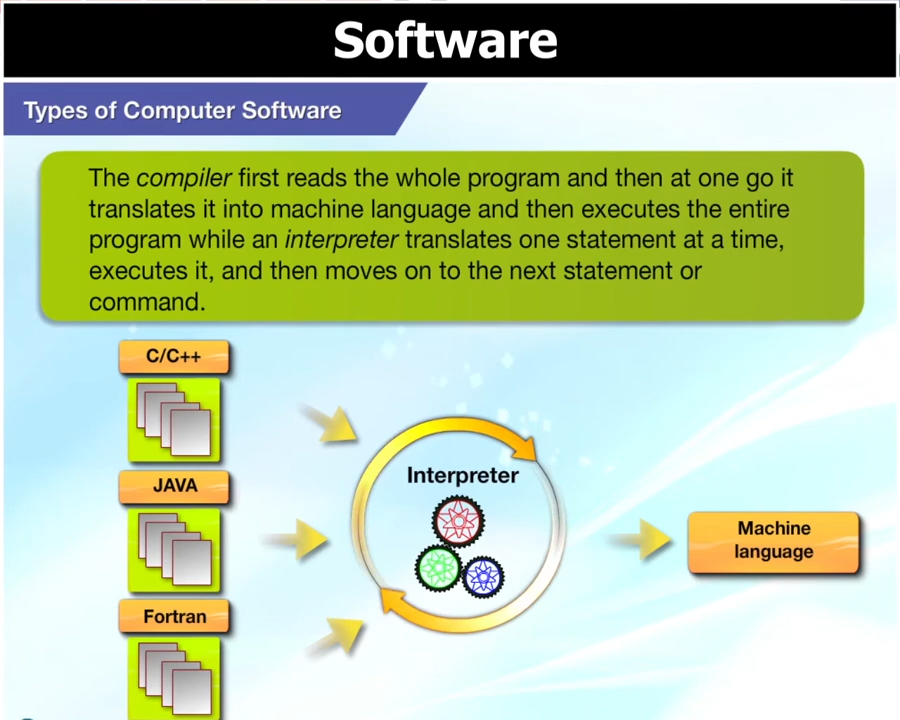 Software
Types of Computer Software
The compiler first reads the whole program and then at one go it
translates it into machine language and then executes the entire
program while an interpreter translates one statement at a time,
executes it, and then moves on to the next statement or
command.
C/C++
JAVA
Fortran
Interpreter
Machine
language